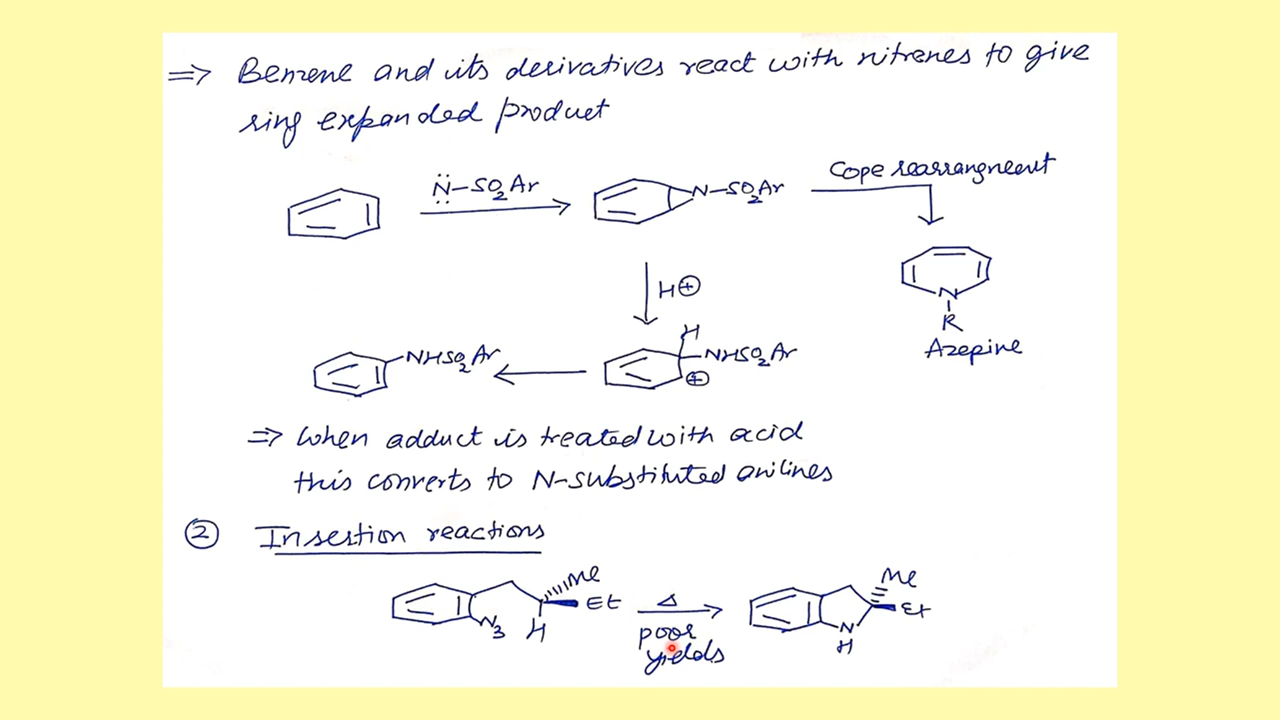 ⇒ Benzene and its derivatives react with nitrenes to give
ring expanded product
N̈–SO₂Ar
N–SO₂Ar
Cope rearrangement
H⊕
N
R
Azepine
H
NHSO₂Ar
⊕
NHSO₂Ar
⇒ When adduct is treated with acid
this converts to N-substituted anilines
② Insertion reactions
Me
Et
N₃ H
Δ
poor
yields
Me
Et
N
H